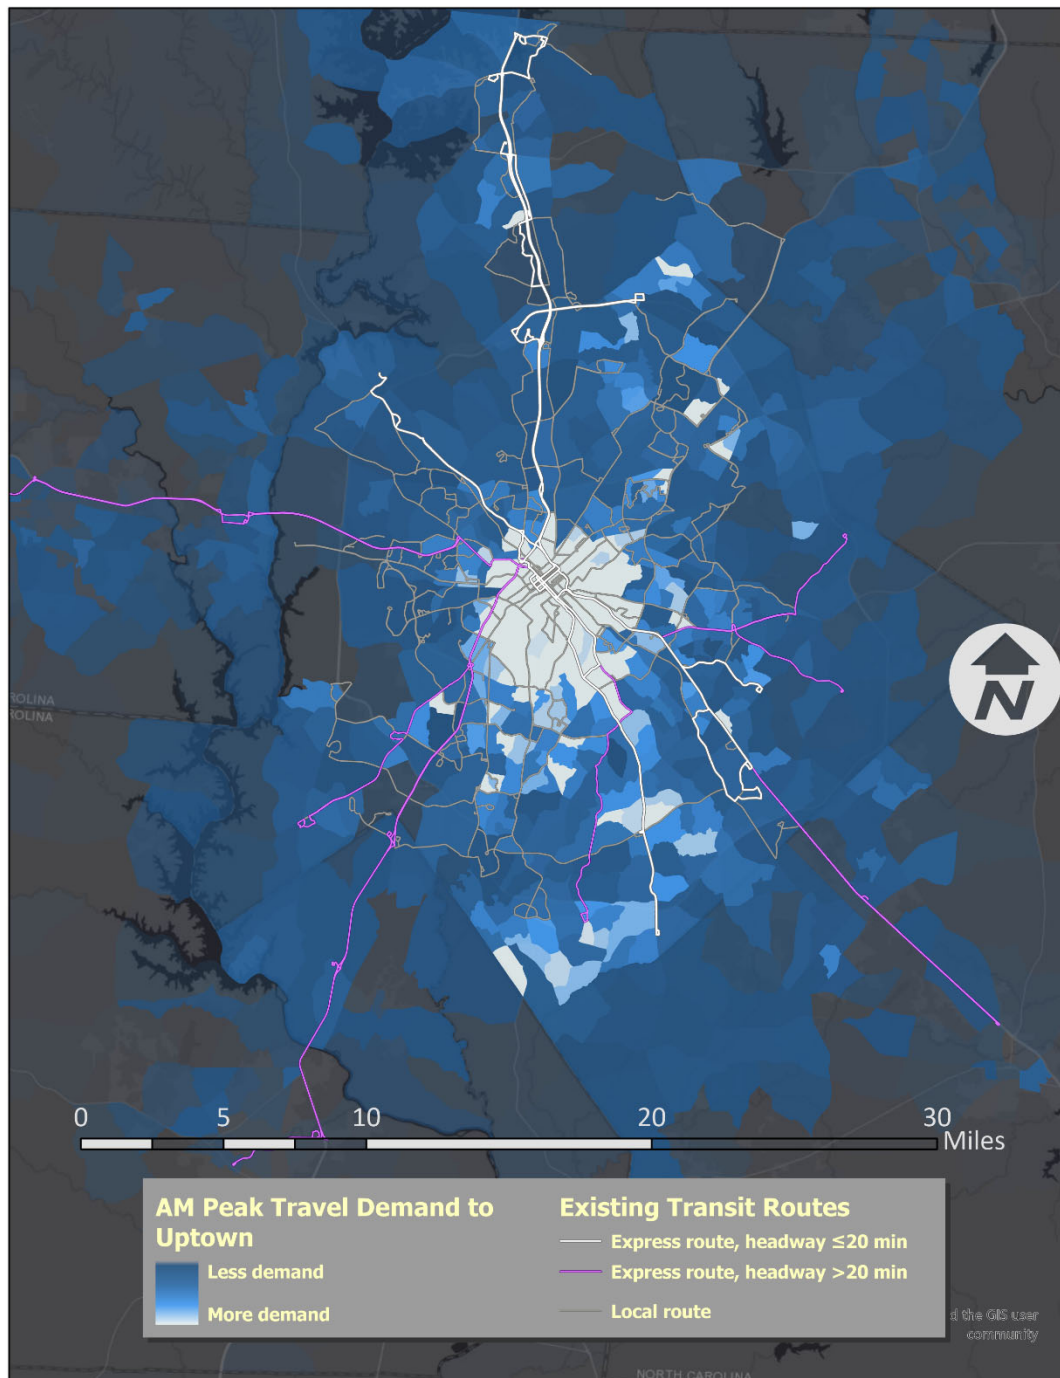 ROLINA
ROLINA
N
0 5 10 20 30
Miles
AM Peak Travel Demand to
Uptown
Less demand
More demand
Existing Transit Routes
Express route, headway ≤20 min
Express route, headway >20 min
Local route
d the GIS user
community
NORTH CAROLINA